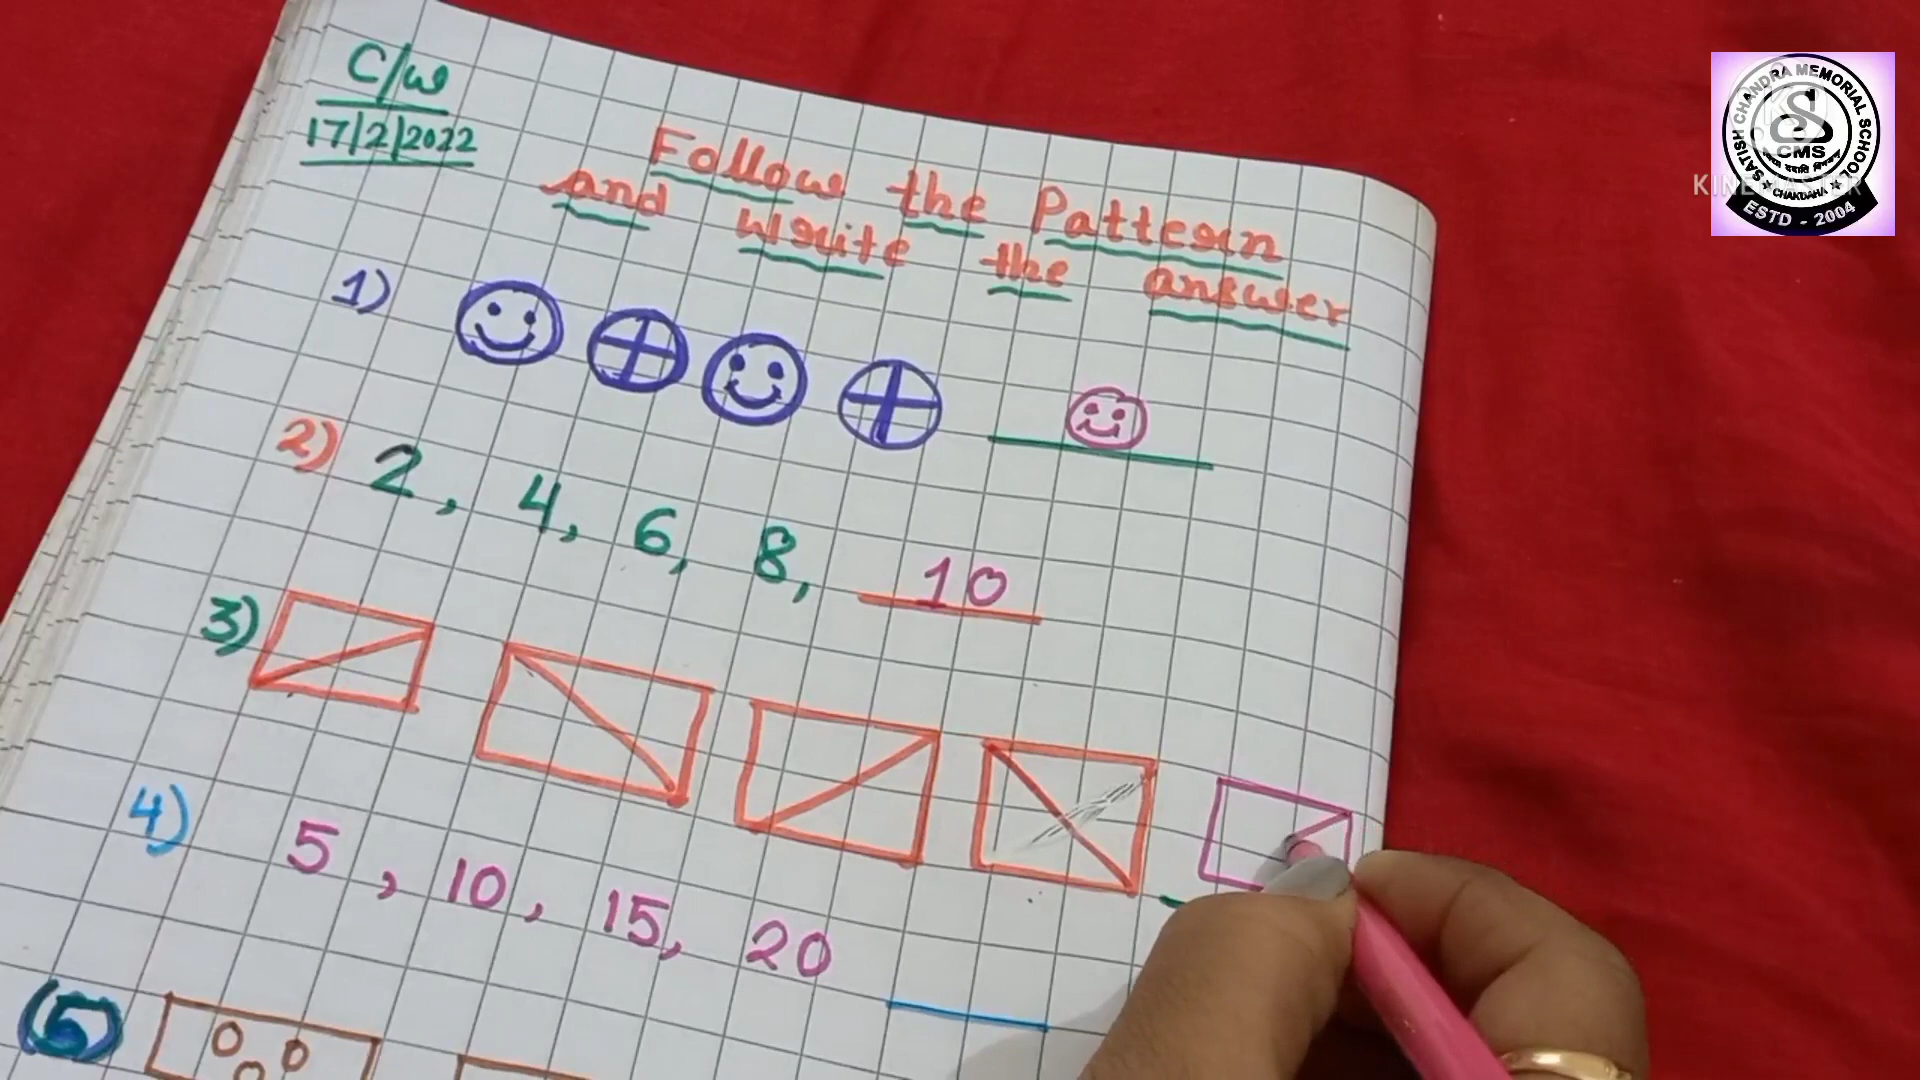 C/w
17/2/2022
Follow the Pattern
and Write the answer
1)
2) 2, 4, 6, 8, 10
3)
4) 5, 10, 15, 20
(5)
SATISH CHANDRA MEMORIAL SCHOOL
CMS
CHAKDAHA
ESTD - 2004